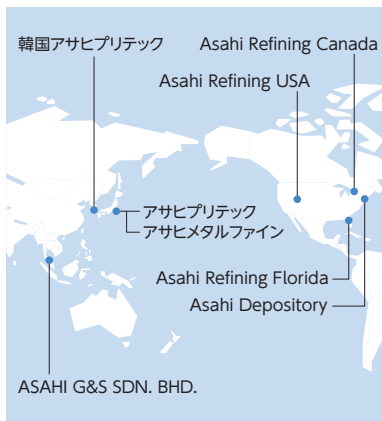 韓国アサヒプリテック
Asahi Refining Canada
Asahi Refining USA
アサヒプリテック
アサヒメタルファイン
Asahi Refining Florida
Asahi Depository
ASAHI G&S SDN. BHD.